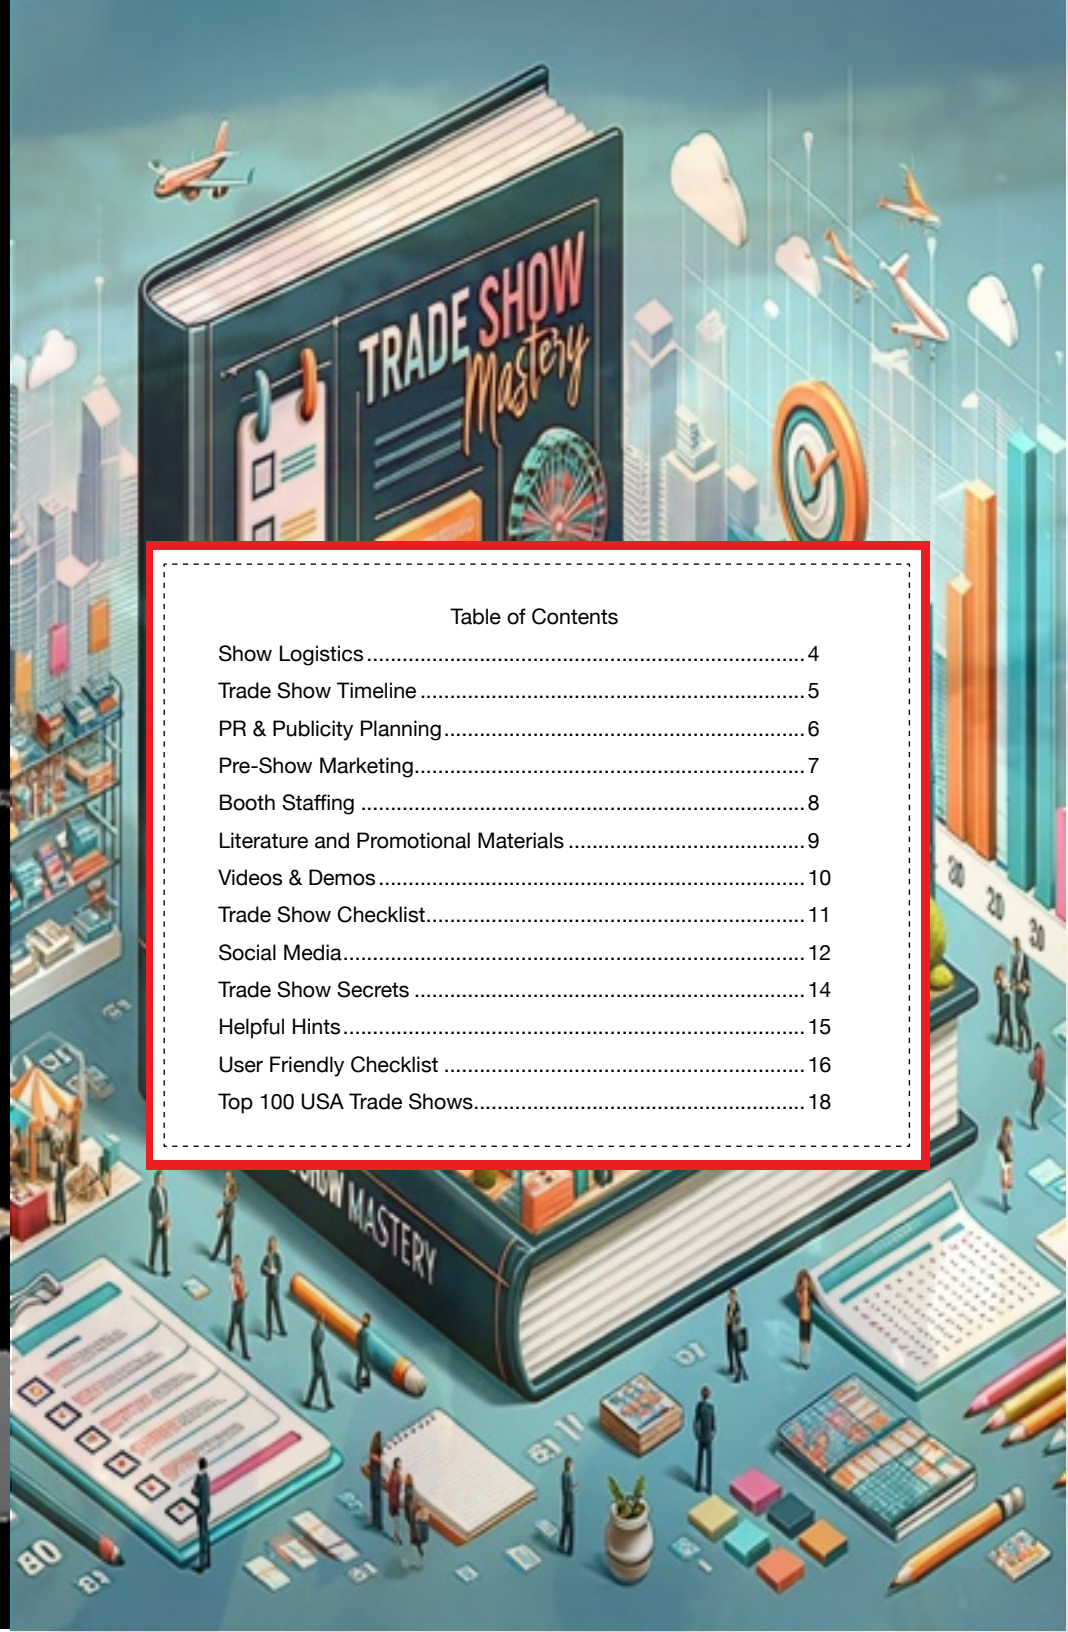 TRADE SHOW
Mastery
Table of Contents
Show Logistics 4
Trade Show Timeline 5
PR & Publicity Planning 6
Pre-Show Marketing 7
Booth Staffing 8
Literature and Promotional Materials 9
Videos & Demos 10
Trade Show Checklist 11
Social Media 12
Trade Show Secrets 14
Helpful Hints 15
User Friendly Checklist 16
Top 100 USA Trade Shows 18
20
20
30
SHOW MASTERY